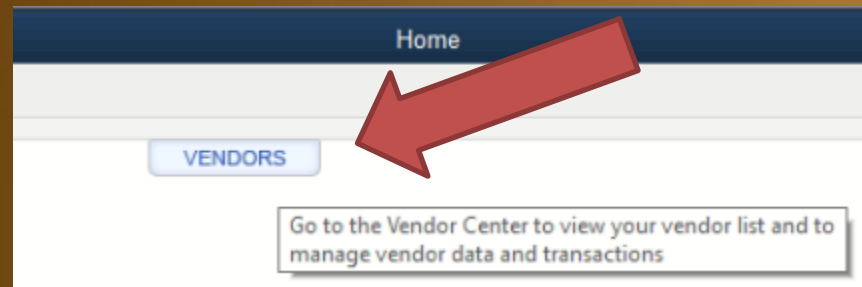 Home
VENDORS
Go to the Vendor Center to view your vendor list and to
manage vendor data and transactions